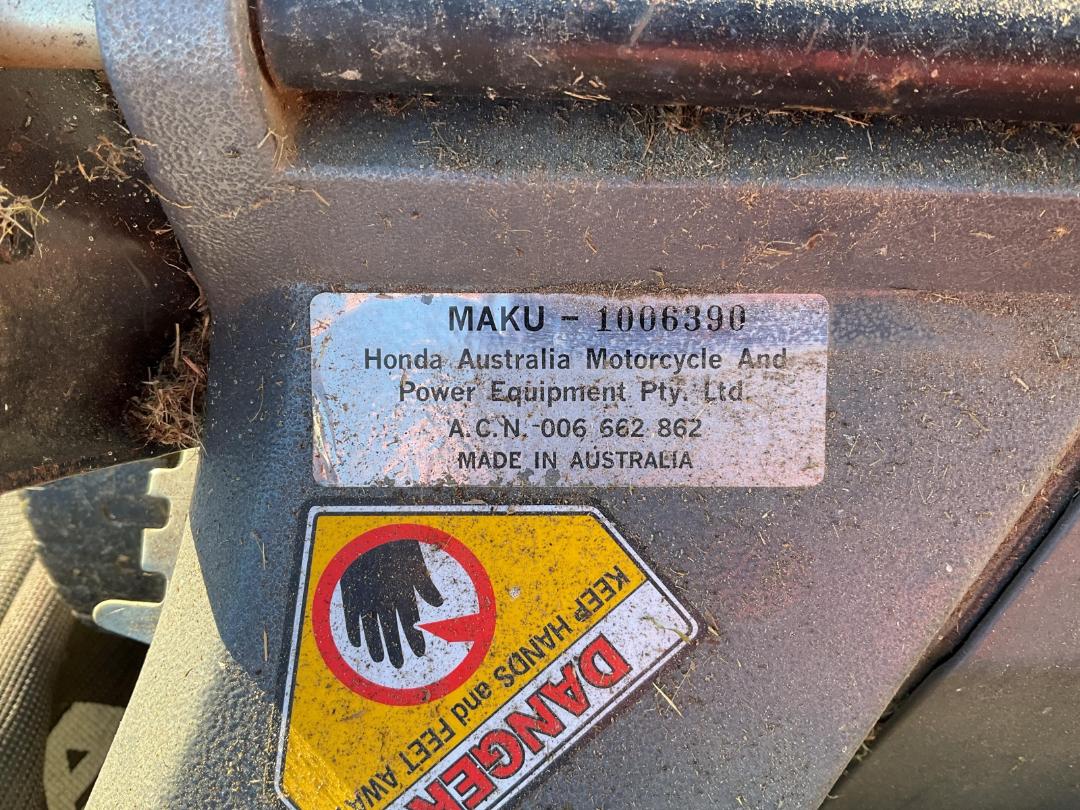 MAKU - 1006390
Honda Australia Motorcycle And
Power Equipment Pty. Ltd.
A.C.N. 006 662 862
MADE IN AUSTRALIA
DANGER
KEEP HANDS and FEET AWA